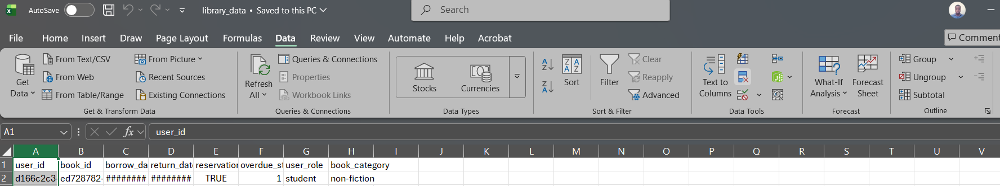 AutoSave library_data • Saved to this PC Search
File Home Insert Draw Page Layout Formulas Data Review View Automate Help Acrobat Comment
From Text/CSV From Picture Queries & Connections Clear Group
Get Data From Web Recent Sources Refresh All Properties Stocks Currencies Sort Filter Reapply Text to Columns What-If Analysis Forecast Sheet Ungroup
From Table/Range Existing Connections Workbook Links Advanced Subtotal
Get & Transform Data Queries & Connections Data Types Sort & Filter Data Tools Forecast Outline
A1 fx user_id
A B C D E F G H I J K L M N O P Q R S T U V
1 user_id book_id borrow_da return_date reservation overdue_st user_role book_category
2 d166c2c3- ed728782- ######## ######## TRUE 1 student non-fiction